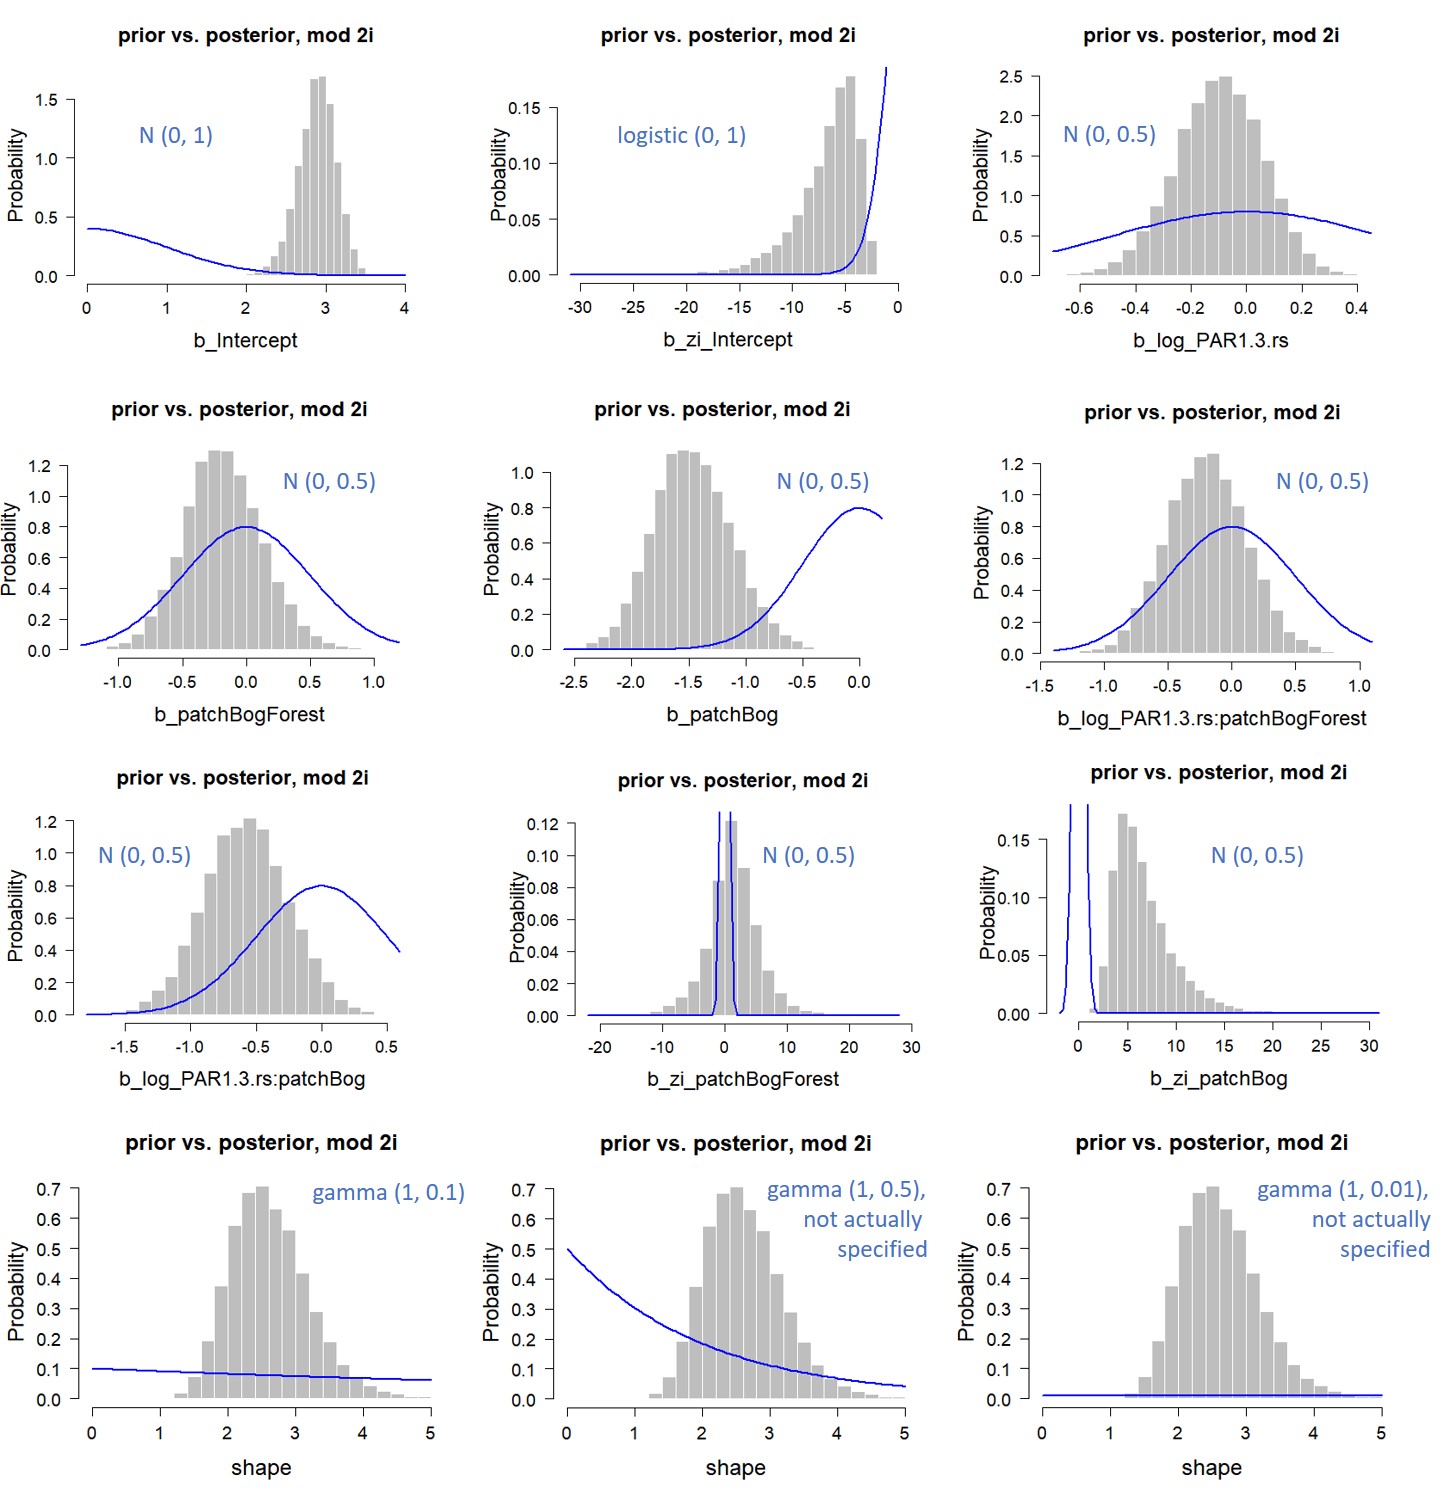 prior vs. posterior, mod 2i
Probability
1.5
1.0
0.5
0.0
N (0, 1)
0 1 2 3 4
b_Intercept
prior vs. posterior, mod 2i
Probability
0.15
0.10
0.05
0.00
logistic (0, 1)
-30 -25 -20 -15 -10 -5 0
b_zi_Intercept
prior vs. posterior, mod 2i
Probability
2.5
2.0
1.5
1.0
0.5
0.0
N (0, 0.5)
-0.6 -0.4 -0.2 0.0 0.2 0.4
b_log_PAR1.3.rs
prior vs. posterior, mod 2i
Probability
1.2
1.0
0.8
0.6
0.4
0.2
0.0
N (0, 0.5)
-1.0 -0.5 0.0 0.5 1.0
b_patchBogForest
prior vs. posterior, mod 2i
Probability
1.0
0.8
0.6
0.4
0.2
0.0
N (0, 0.5)
-2.5 -2.0 -1.5 -1.0 -0.5 0.0
b_patchBog
prior vs. posterior, mod 2i
Probability
1.2
1.0
0.8
0.6
0.4
0.2
0.0
N (0, 0.5)
-1.5 -1.0 -0.5 0.0 0.5 1.0
b_log_PAR1.3.rs:patchBogForest
prior vs. posterior, mod 2i
Probability
1.2
1.0
0.8
0.6
0.4
0.2
0.0
N (0, 0.5)
-1.5 -1.0 -0.5 0.0 0.5
b_log_PAR1.3.rs:patchBog
prior vs. posterior, mod 2i
Probability
0.12
0.10
0.08
0.06
0.04
0.02
0.00
N (0, 0.5)
-20 -10 0 10 20 30
b_zi_patchBogForest
prior vs. posterior, mod 2i
Probability
0.15
0.10
0.05
0.00
N (0, 0.5)
0 5 10 15 20 25 30
b_zi_patchBog
prior vs. posterior, mod 2i
Probability
0.7
0.6
0.5
0.4
0.3
0.2
0.1
0.0
gamma (1, 0.1)
0 1 2 3 4 5
shape
prior vs. posterior, mod 2i
Probability
0.7
0.6
0.5
0.4
0.3
0.2
0.1
0.0
gamma (1, 0.5),
not actually
specified
0 1 2 3 4 5
shape
prior vs. posterior, mod 2i
Probability
0.7
0.6
0.5
0.4
0.3
0.2
0.1
0.0
gamma (1, 0.01),
not actually
specified
0 1 2 3 4 5
shape